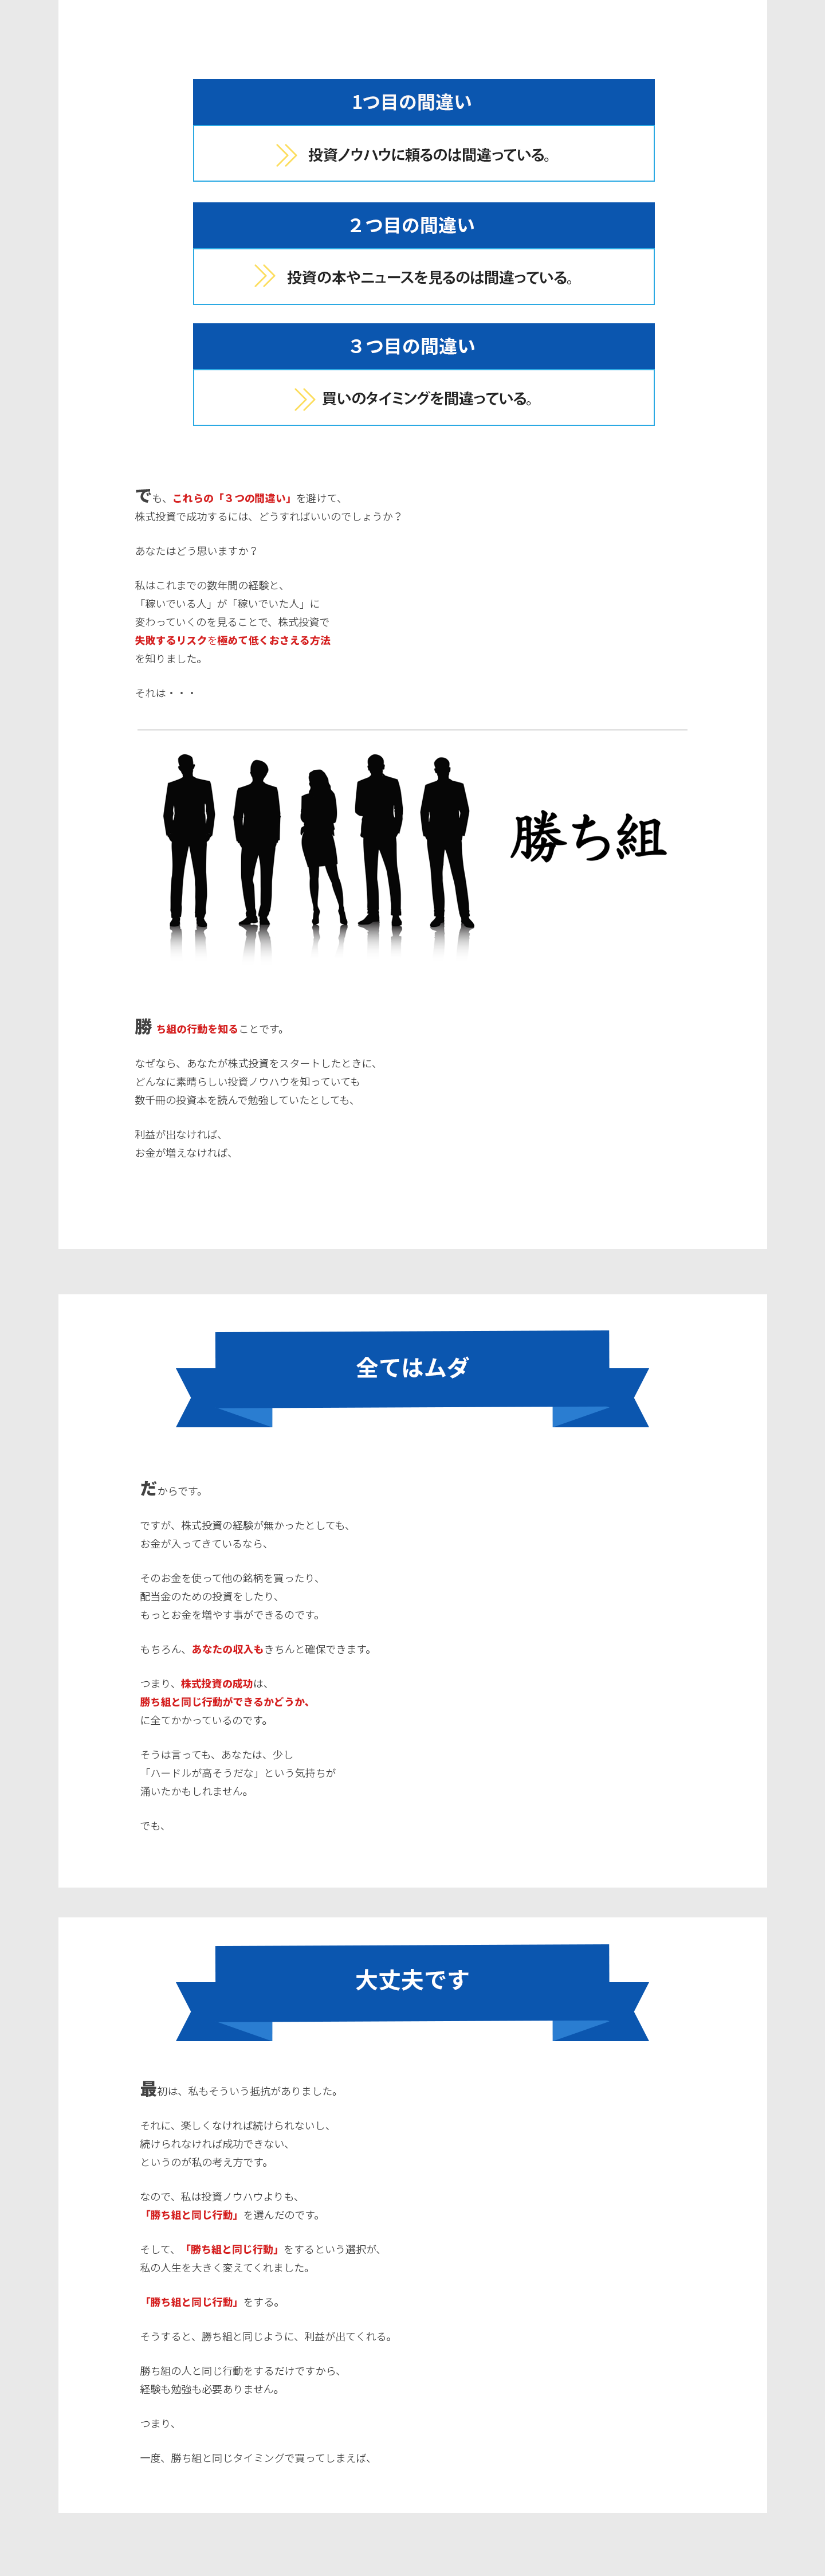 1つ目の間違い
投資ノウハウに頼るのは間違っている。
２つ目の間違い
投資の本やニュースを見るのは間違っている。
３つ目の間違い
買いのタイミングを間違っている。
でも、これらの「３つの間違い」を避けて、
株式投資で成功するには、どうすればいいのでしょうか？
あなたはどう思いますか？
私はこれまでの数年間の経験と、
「稼いでいる人」が「稼いでいた人」に
変わっていくのを見ることで、株式投資で
失敗するリスクを極めて低くおさえる方法
を知りました。
それは・・・
勝ち組
勝 ち組の行動を知ることです。
なぜなら、あなたが株式投資をスタートしたときに、
どんなに素晴らしい投資ノウハウを知っていても
数千冊の投資本を読んで勉強していたとしても、
利益が出なければ、
お金が増えなければ、
全てはムダ
だからです。
ですが、株式投資の経験が無かったとしても、
お金が入ってきているなら、
そのお金を使って他の銘柄を買ったり、
配当金のための投資をしたり、
もっとお金を増やす事ができるのです。
もちろん、あなたの収入もきちんと確保できます。
つまり、株式投資の成功は、
勝ち組と同じ行動ができるかどうか、
に全てかかっているのです。
そうは言っても、あなたは、少し
「ハードルが高そうだな」という気持ちが
涌いたかもしれません。
でも、
大丈夫です
最初は、私もそういう抵抗がありました。
それに、楽しくなければ続けられないし、
続けられなければ成功できない、
というのが私の考え方です。
なので、私は投資ノウハウよりも、
「勝ち組と同じ行動」を選んだのです。
そして、「勝ち組と同じ行動」をするという選択が、
私の人生を大きく変えてくれました。
「勝ち組と同じ行動」をする。
そうすると、勝ち組と同じように、利益が出てくれる。
勝ち組の人と同じ行動をするだけですから、
経験も勉強も必要ありません。
つまり、
一度、勝ち組と同じタイミングで買ってしまえば、